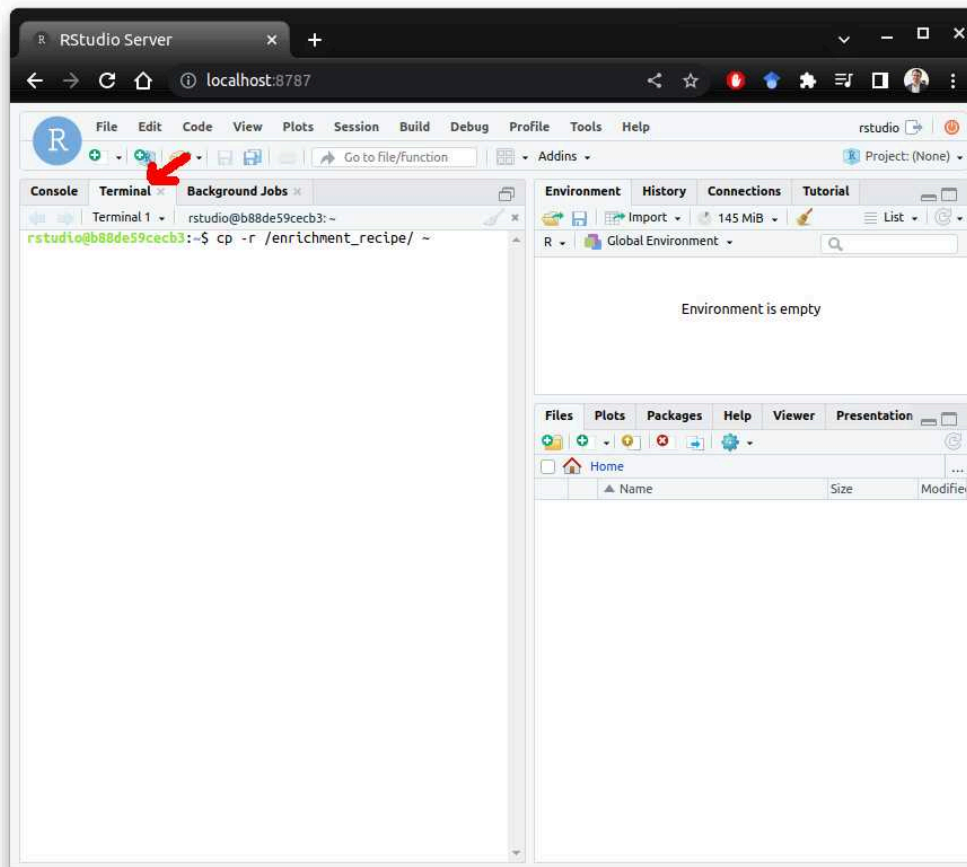 R RStudio Server
localhost:8787
R
File Edit Code View Plots Session Build Debug Profile Tools Help
rstudio
Go to file/function
Addins
R Project: (None)
Console Terminal Background Jobs
Terminal 1 rstudio@b88de59cecb3: ~
rstudio@b88de59cecb3:~$ cp -r /enrichment_recipe/ ~
Environment History Connections Tutorial
Import 145 MiB List
R Global Environment
Environment is empty
Files Plots Packages Help Viewer Presentation
Home ...
Name Size Modifie